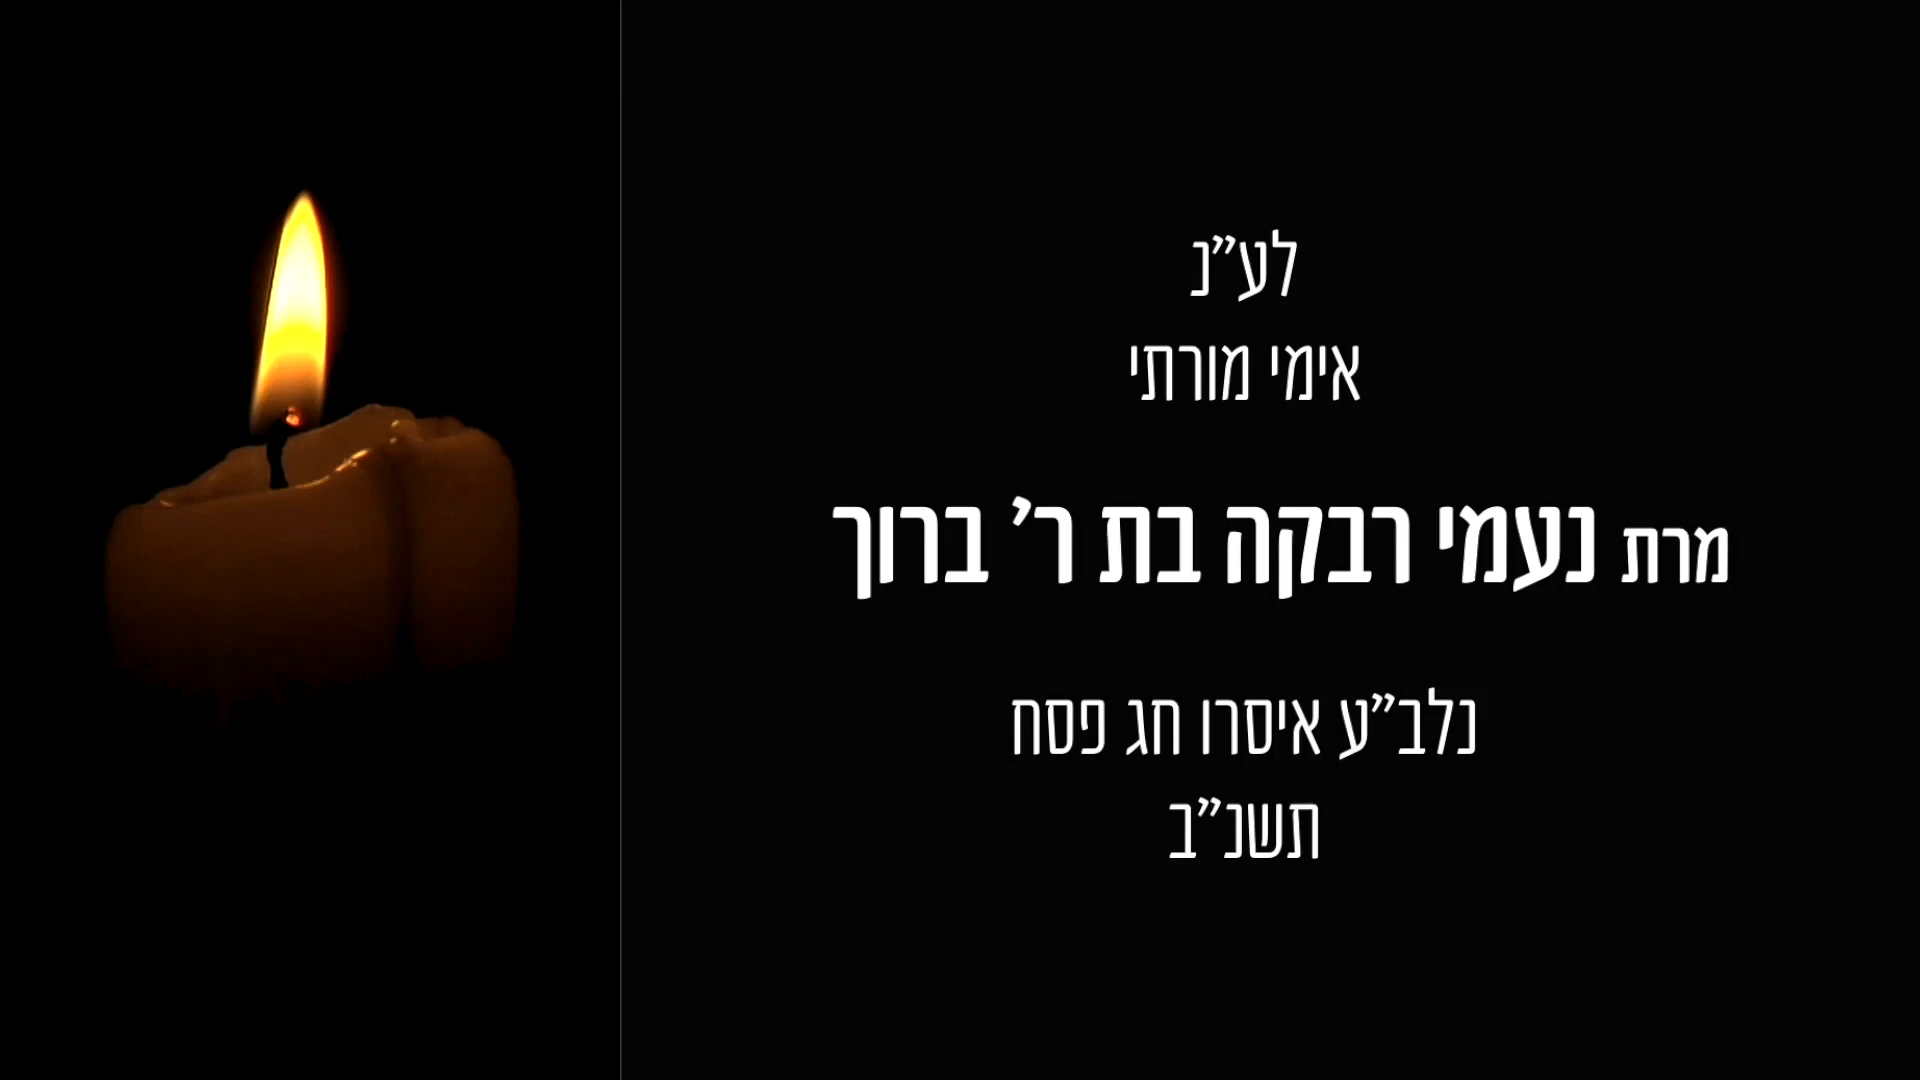 לע״נ
אימי מורתי
מרת נעמי רבקה בת ר׳ ברוך
נלב״ע איסרו חג פסח
תשנ״ב